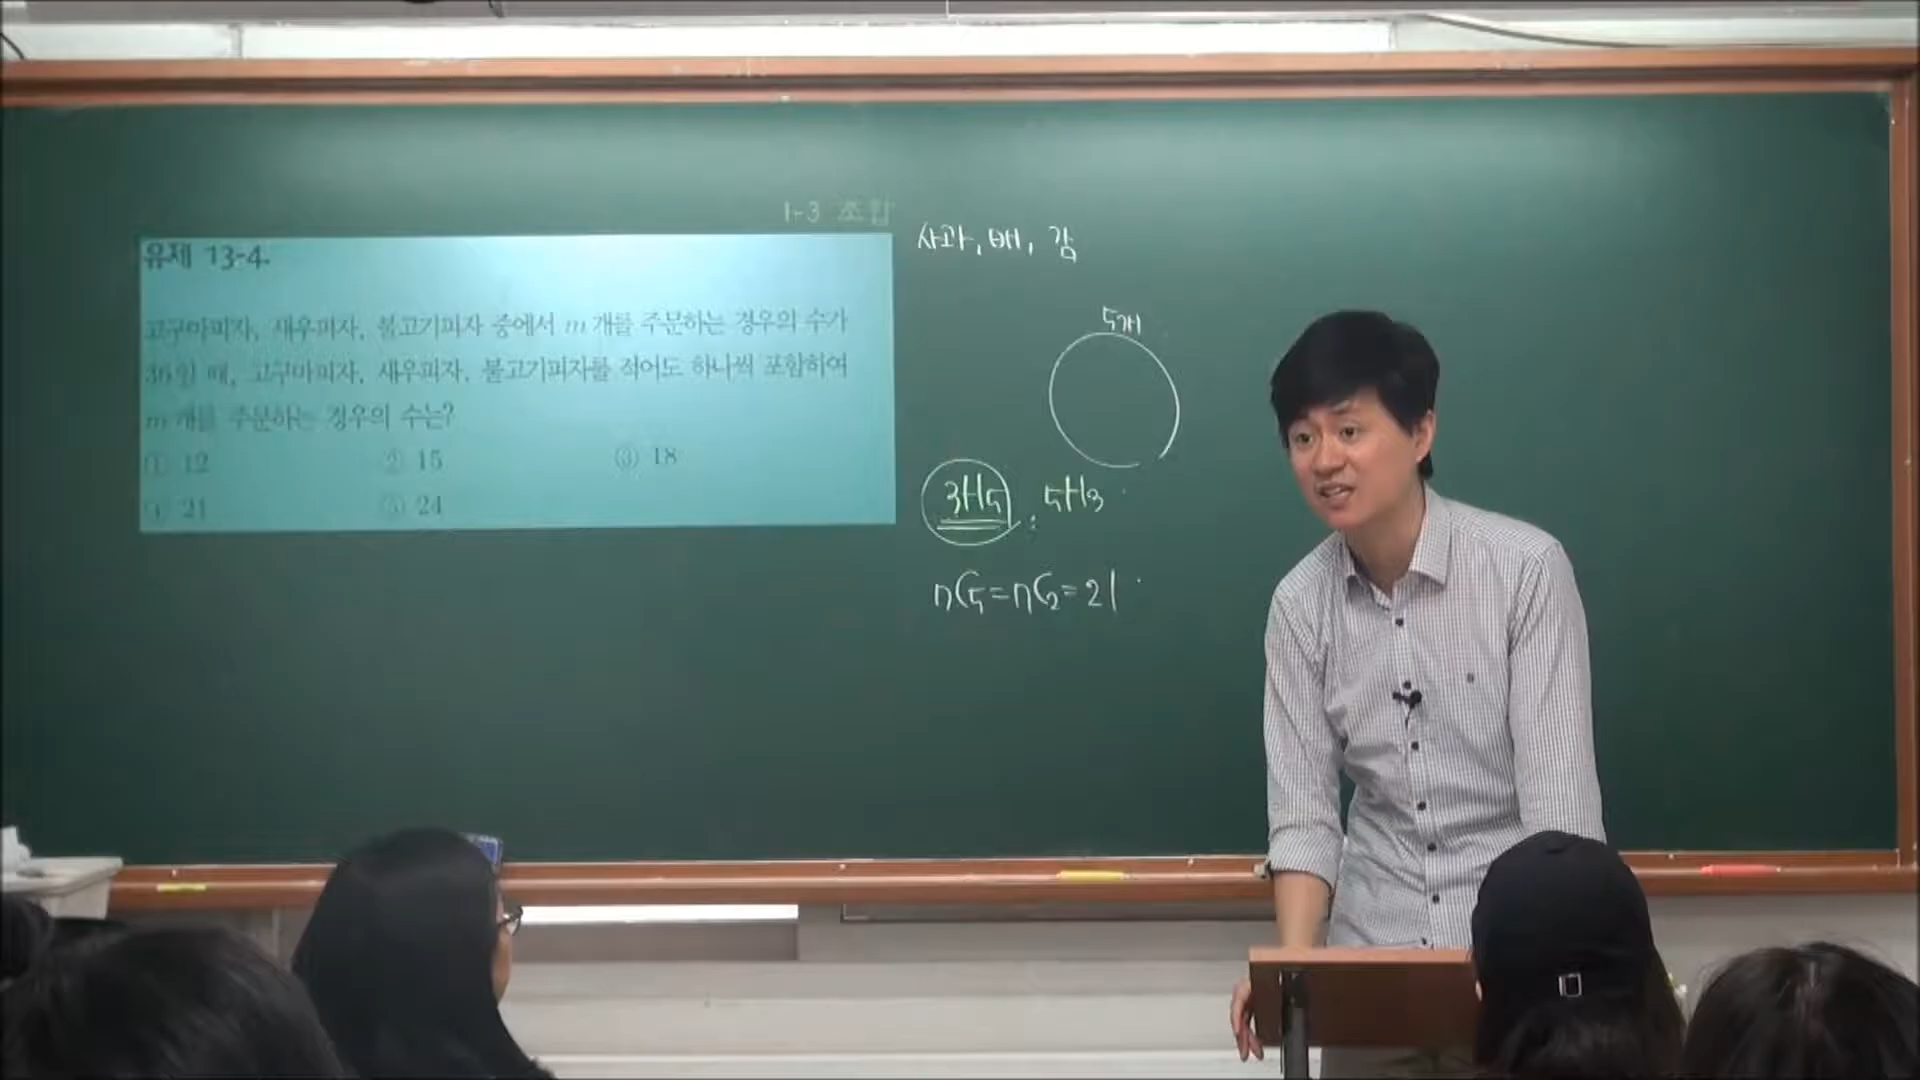 1-3 조합
유제 13-4.
고구마피자, 새우피자, 불고기피자 중에서 m 개를 주문하는 경우의 수가
36일 때, 고구마피자, 새우피자, 불고기피자를 적어도 하나씩 포함하여
m 개를 주문하는 경우의 수는?
① 12 ② 15 ③ 18
④ 21 ⑤ 24
사과, 배, 감
5개
3H5, 5H3
7C5=7C2=21